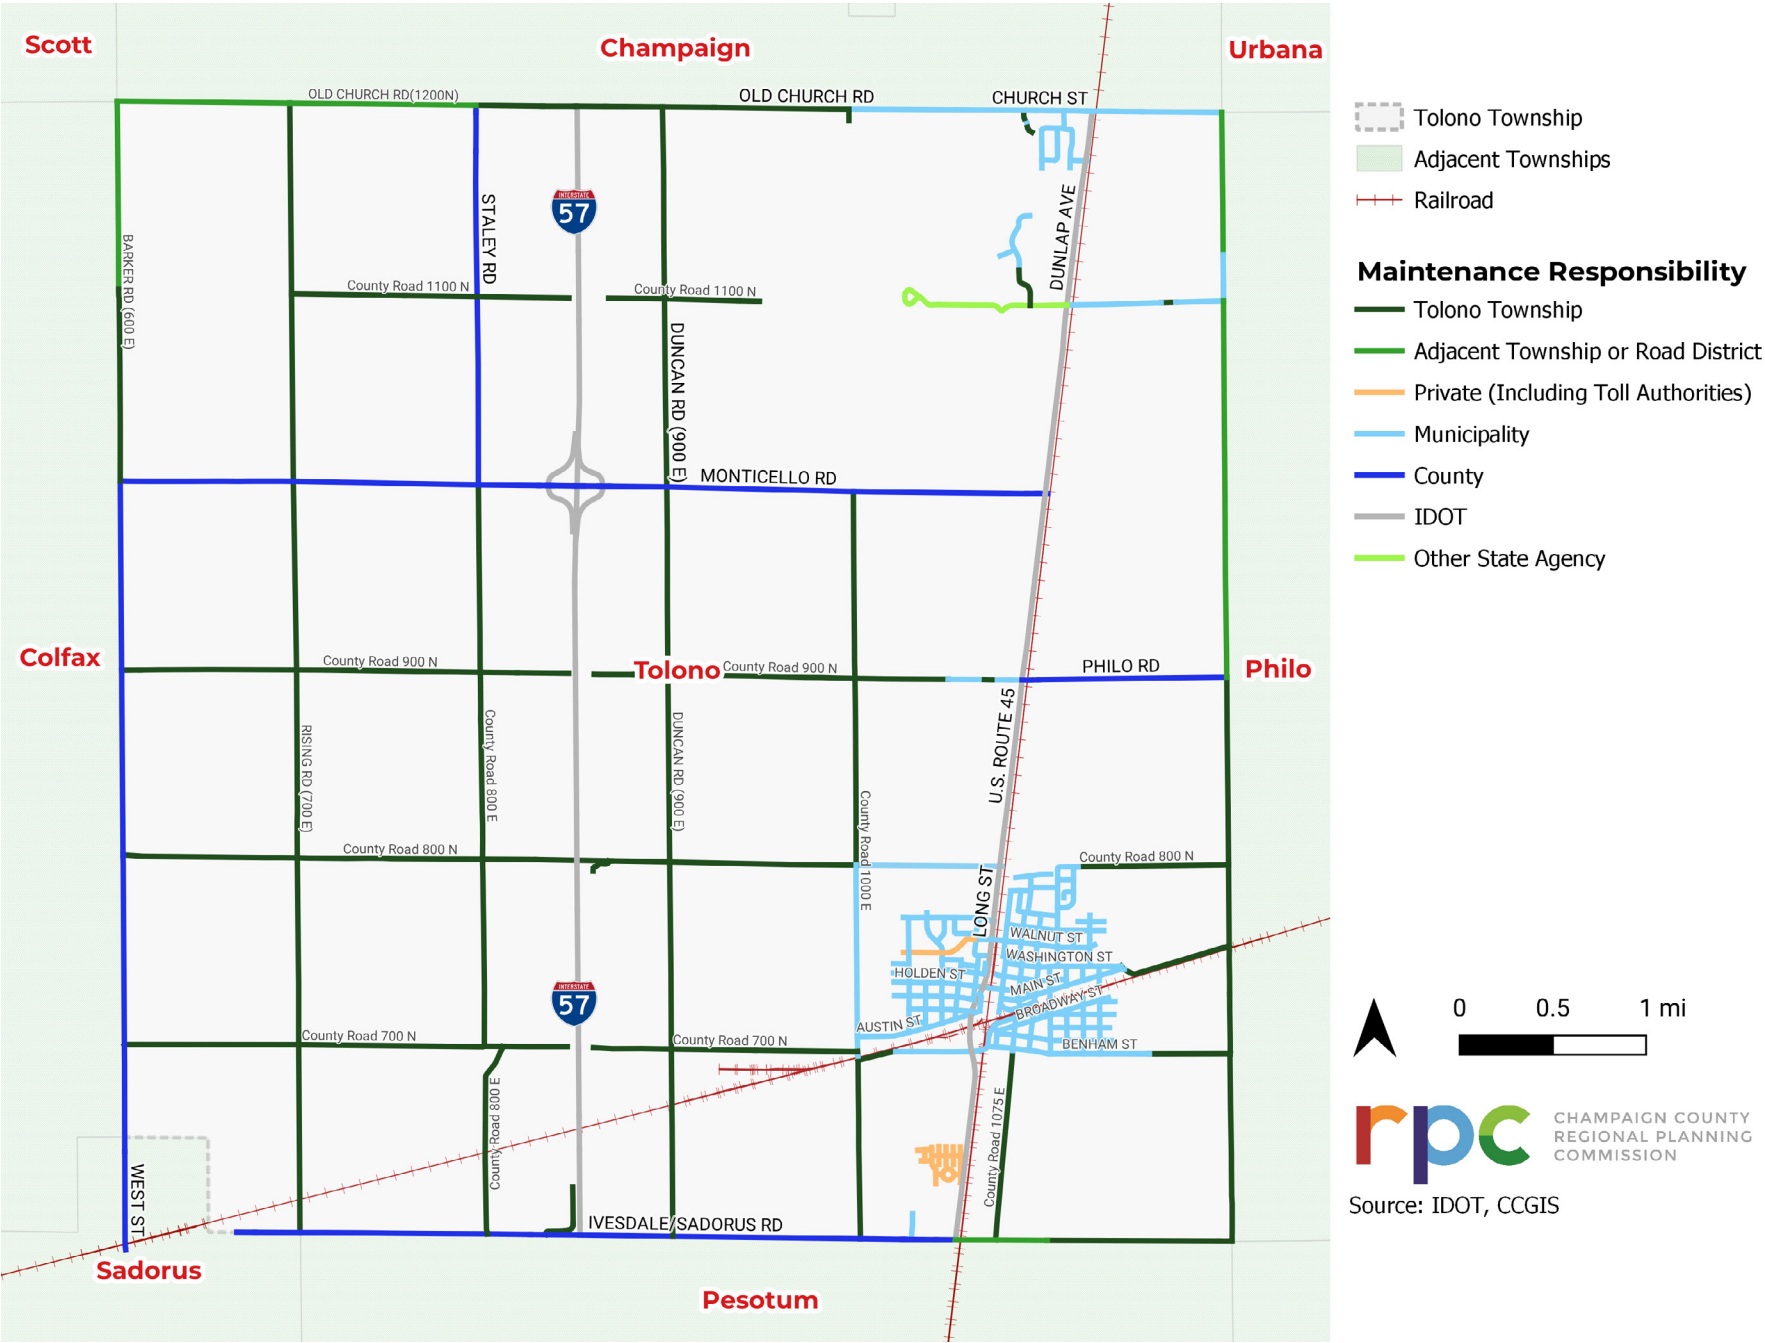 Scott
Champaign
Urbana
OLD CHURCH RD(1200N)
OLD CHURCH RD
CHURCH ST
INTERSTATE
57
STALEY RD
BARKER RD (600 E)
DUNLAP AVE
County Road 1100 N
County Road 1100 N
DUNCAN RD (900 E)
MONTICELLO RD
Colfax
County Road 900 N
Tolono
County Road 900 N
PHILO RD
Philo
U.S. ROUTE 45
RISING RD (700 E)
County Road 800 E
DUNCAN RD (900 E)
County Road 1000 E
County Road 800 N
County Road 800 N
LONG ST
WALNUT ST
WASHINGTON ST
HOLDEN ST
MAIN ST
BROADWAY ST
INTERSTATE
57
AUSTIN ST
County Road 700 N
County Road 700 N
BENHAM ST
County Road 800 E
County Road 1075 E
WEST ST
IVESDALE/SADORUS RD
Sadorus
Pesotum
Tolono Township
Adjacent Townships
Railroad
Maintenance Responsibility
Tolono Township
Adjacent Township or Road District
Private (Including Toll Authorities)
Municipality
County
IDOT
Other State Agency
0 0.5 1 mi
rpc
CHAMPAIGN COUNTY
REGIONAL PLANNING
COMMISSION
Source: IDOT, CCGIS